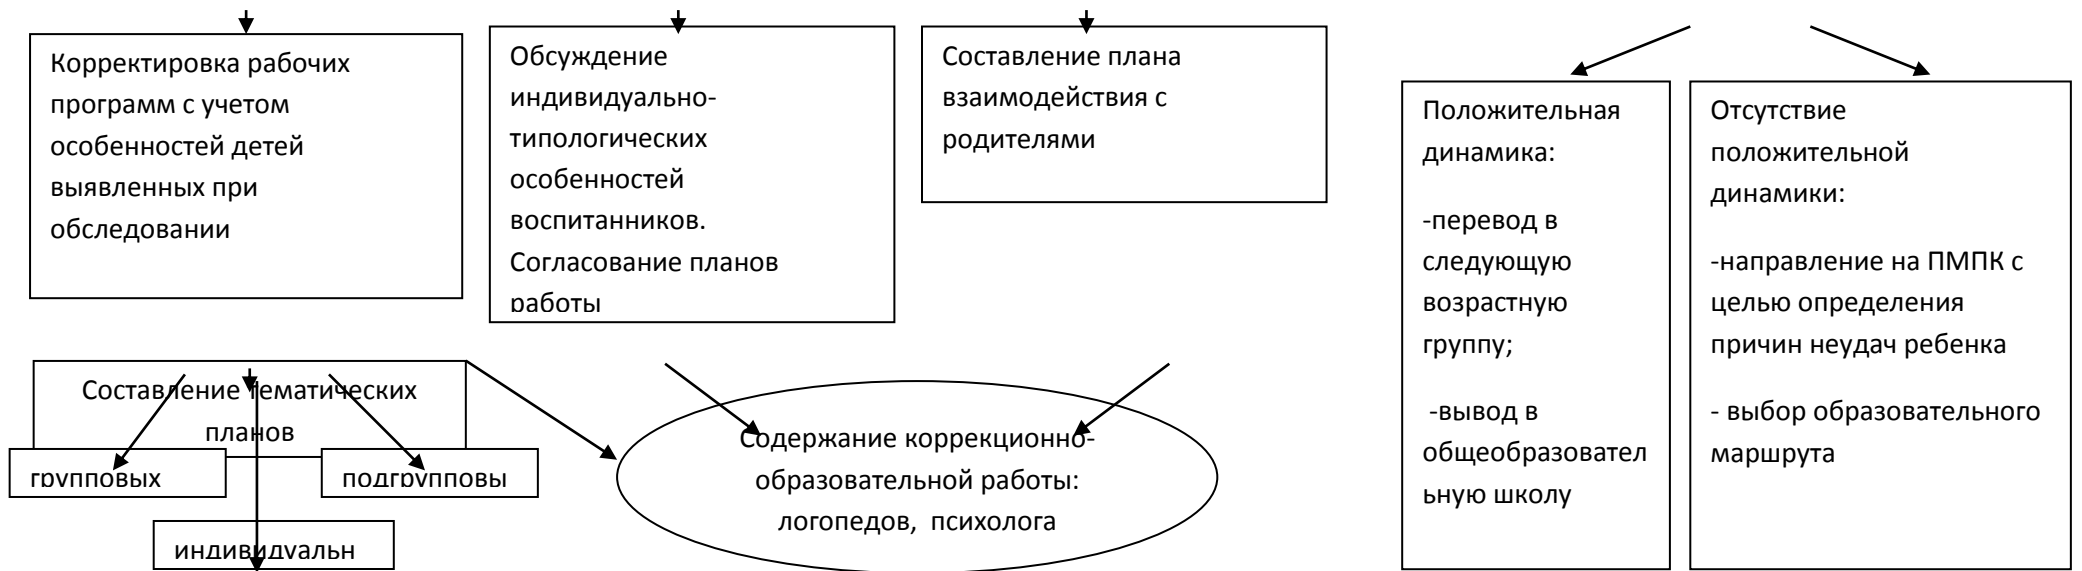 Корректировка рабочих
программ с учетом
особенностей детей
выявленных при
обследовании
Обсуждение
индивидуально-
типологических
особенностей
воспитанников.
Согласование планов
работы
Составление плана
взаимодействия с
родителями
Положительная
динамика:
-перевод в
следующую
возрастную
группу;
-вывод в
общеобразовател
ьную школу
Отсутствие
положительной
динамики:
-направление на ПМПК с
целью определения
причин неудач ребенка
- выбор образовательного
маршрута
Составление тематических
планов
групповых
подгрупповы
индивидуальн
Содержание коррекционно-
образовательной работы:
логопедов, психолога